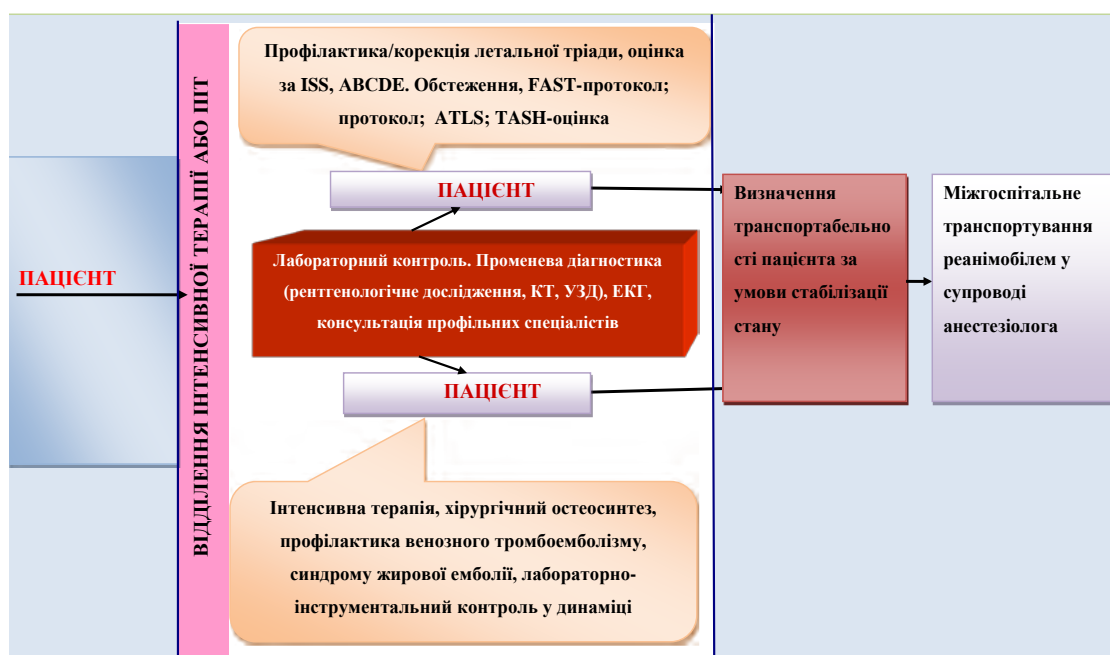 ПАЦІЄНТ
ВІДДІЛЕННЯ ІНТЕНСИВНОЇ ТЕРАПІЇ АБО ПІТ
Профілактика/корекція летальної тріади, оцінка
за ISS, ABCDE. Обстеження, FAST-протокол;
протокол; ATLS; TASH-оцінка
ПАЦІЄНТ
Лабораторний контроль. Променева діагностика
(рентгенологічне дослідження, КТ, УЗД), ЕКГ,
консультація профільних спеціалістів
ПАЦІЄНТ
Інтенсивна терапія, хірургічний остеосинтез,
профілактика венозного тромбоемболізму,
синдрому жирової емболії, лабораторно-
інструментальний контроль у динаміці
Визначення
транспортабельно
сті пацієнта за
умови стабілізації
стану
Міжгоспітальне
транспортування
реанімобілем у
супроводі
анестезіолога